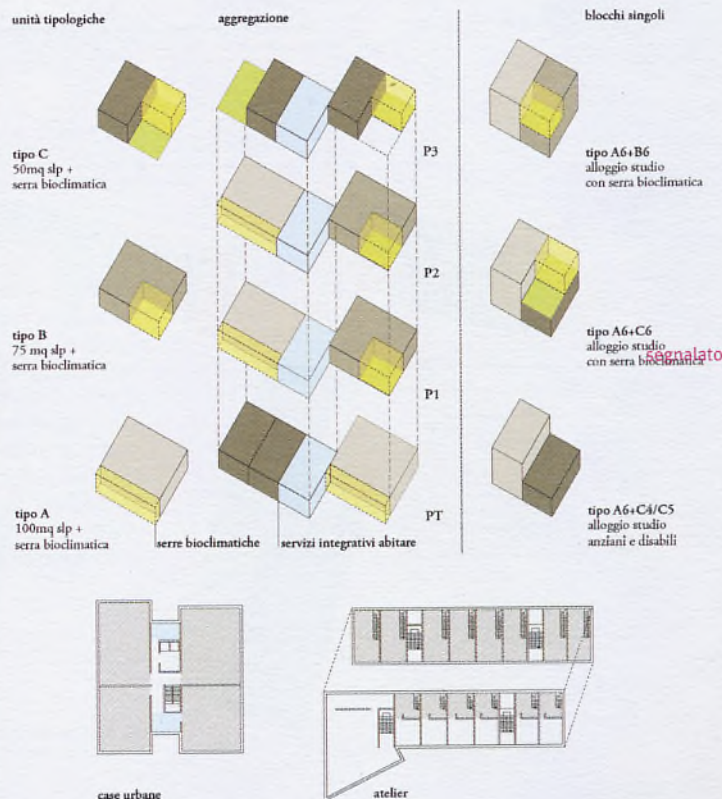 unità tipologiche
aggregazione
blocchi singoli
tipo C
50mq slp +
serra bioclimatica
P3
tipo A6+B6
alloggio studio
con serra bioclimatica
P2
tipo B
75 mq slp +
serra bioclimatica
tipo A6+C6
alloggio studio
con serra bioclimatica
segnalato
P1
tipo A
100mq slp +
serra bioclimatica
serre bioclimatiche
servizi integrativi abitare
PT
tipo A6+C4/C5
alloggio studio
anziani e disabili
case urbane
atelier